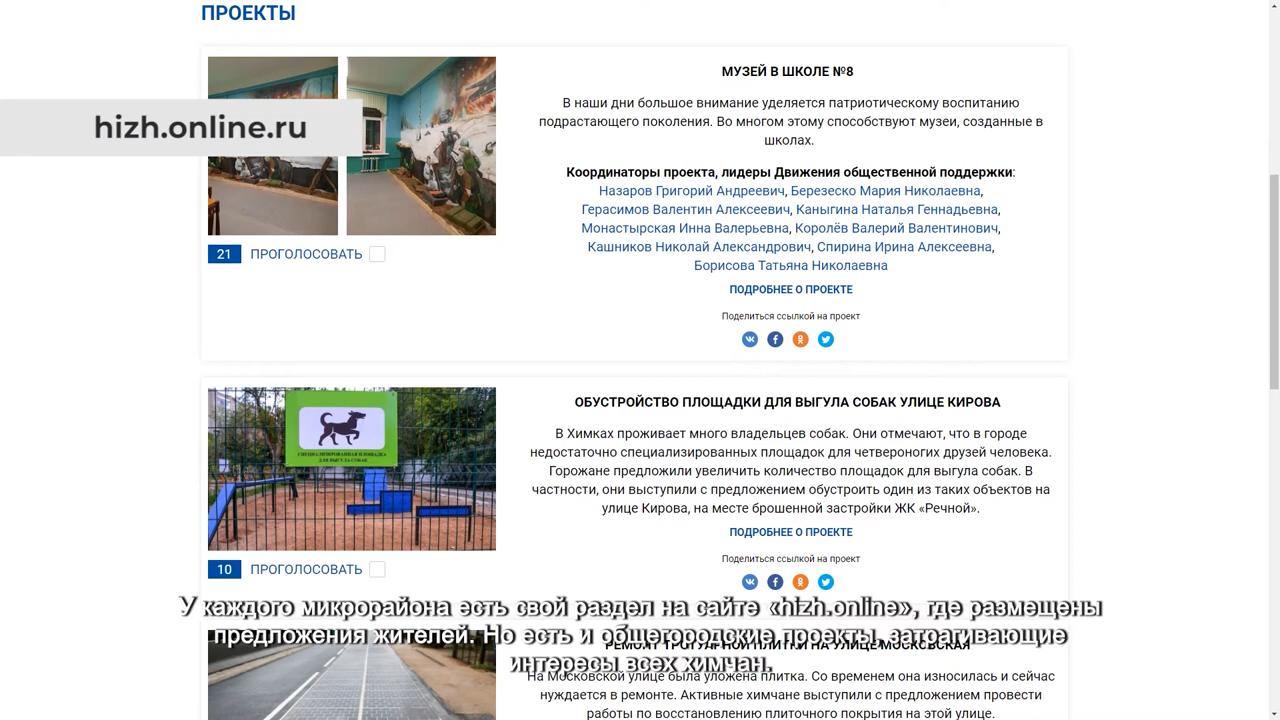 ПРОЕКТЫ
hizh.online.ru
МУЗЕЙ В ШКОЛЕ №8
В наши дни большое внимание уделяется патриотическому воспитанию
подрастающего поколения. Во многом этому способствуют музеи, созданные в
школах.
Координаторы проекта, лидеры Движения общественной поддержки:
Назаров Григорий Андреевич, Березеско Мария Николаевна,
Герасимов Валентин Алексеевич, Каныгина Наталья Геннадьевна,
Монастырская Инна Валерьевна, Королёв Валерий Валентинович,
Кашников Николай Александрович, Спирина Ирина Алексеевна,
Борисова Татьяна Николаевна
ПОДРОБНЕЕ О ПРОЕКТЕ
Поделиться ссылкой на проект
21 ПРОГОЛОСОВАТЬ
СПЕЦИАЛИЗИРОВАННАЯ ПЛОЩАДКА
ДЛЯ ВЫГУЛА СОБАК
ОБУСТРОЙСТВО ПЛОЩАДКИ ДЛЯ ВЫГУЛА СОБАК УЛИЦЕ КИРОВА
В Химках проживает много владельцев собак. Они отмечают, что в городе
недостаточно специализированных площадок для четвероногих друзей человека.
Горожане предложили увеличить количество площадок для выгула собак. В
частности, они выступили с предложением обустроить один из таких объектов на
улице Кирова, на месте брошенной застройки ЖК «Речной».
ПОДРОБНЕЕ О ПРОЕКТЕ
Поделиться ссылкой на проект
10 ПРОГОЛОСОВАТЬ
У каждого микрорайона есть свой раздел на сайте «hizh.online», где размещены
предложения жителей. Но есть и общегородские проекты, затрагивающие
интересы всех химчан.
РЕМОНТ ТРОТУАРНОЙ ПЛИТКИ НА УЛИЦЕ МОСКОВСКАЯ
На Московской улице была уложена плитка. Со временем она износилась и сейчас
нуждается в ремонте. Активные химчане выступили с предложением провести
работы по восстановлению плиточного покрытия на этой улице.